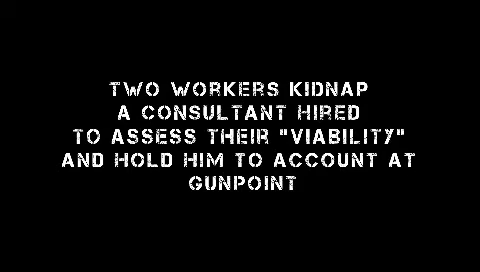 TWO WORKERS KIDNAP
A CONSULTANT HIRED
TO ASSESS THEIR "VIABILITY"
AND HOLD HIM TO ACCOUNT AT
GUNPOINT